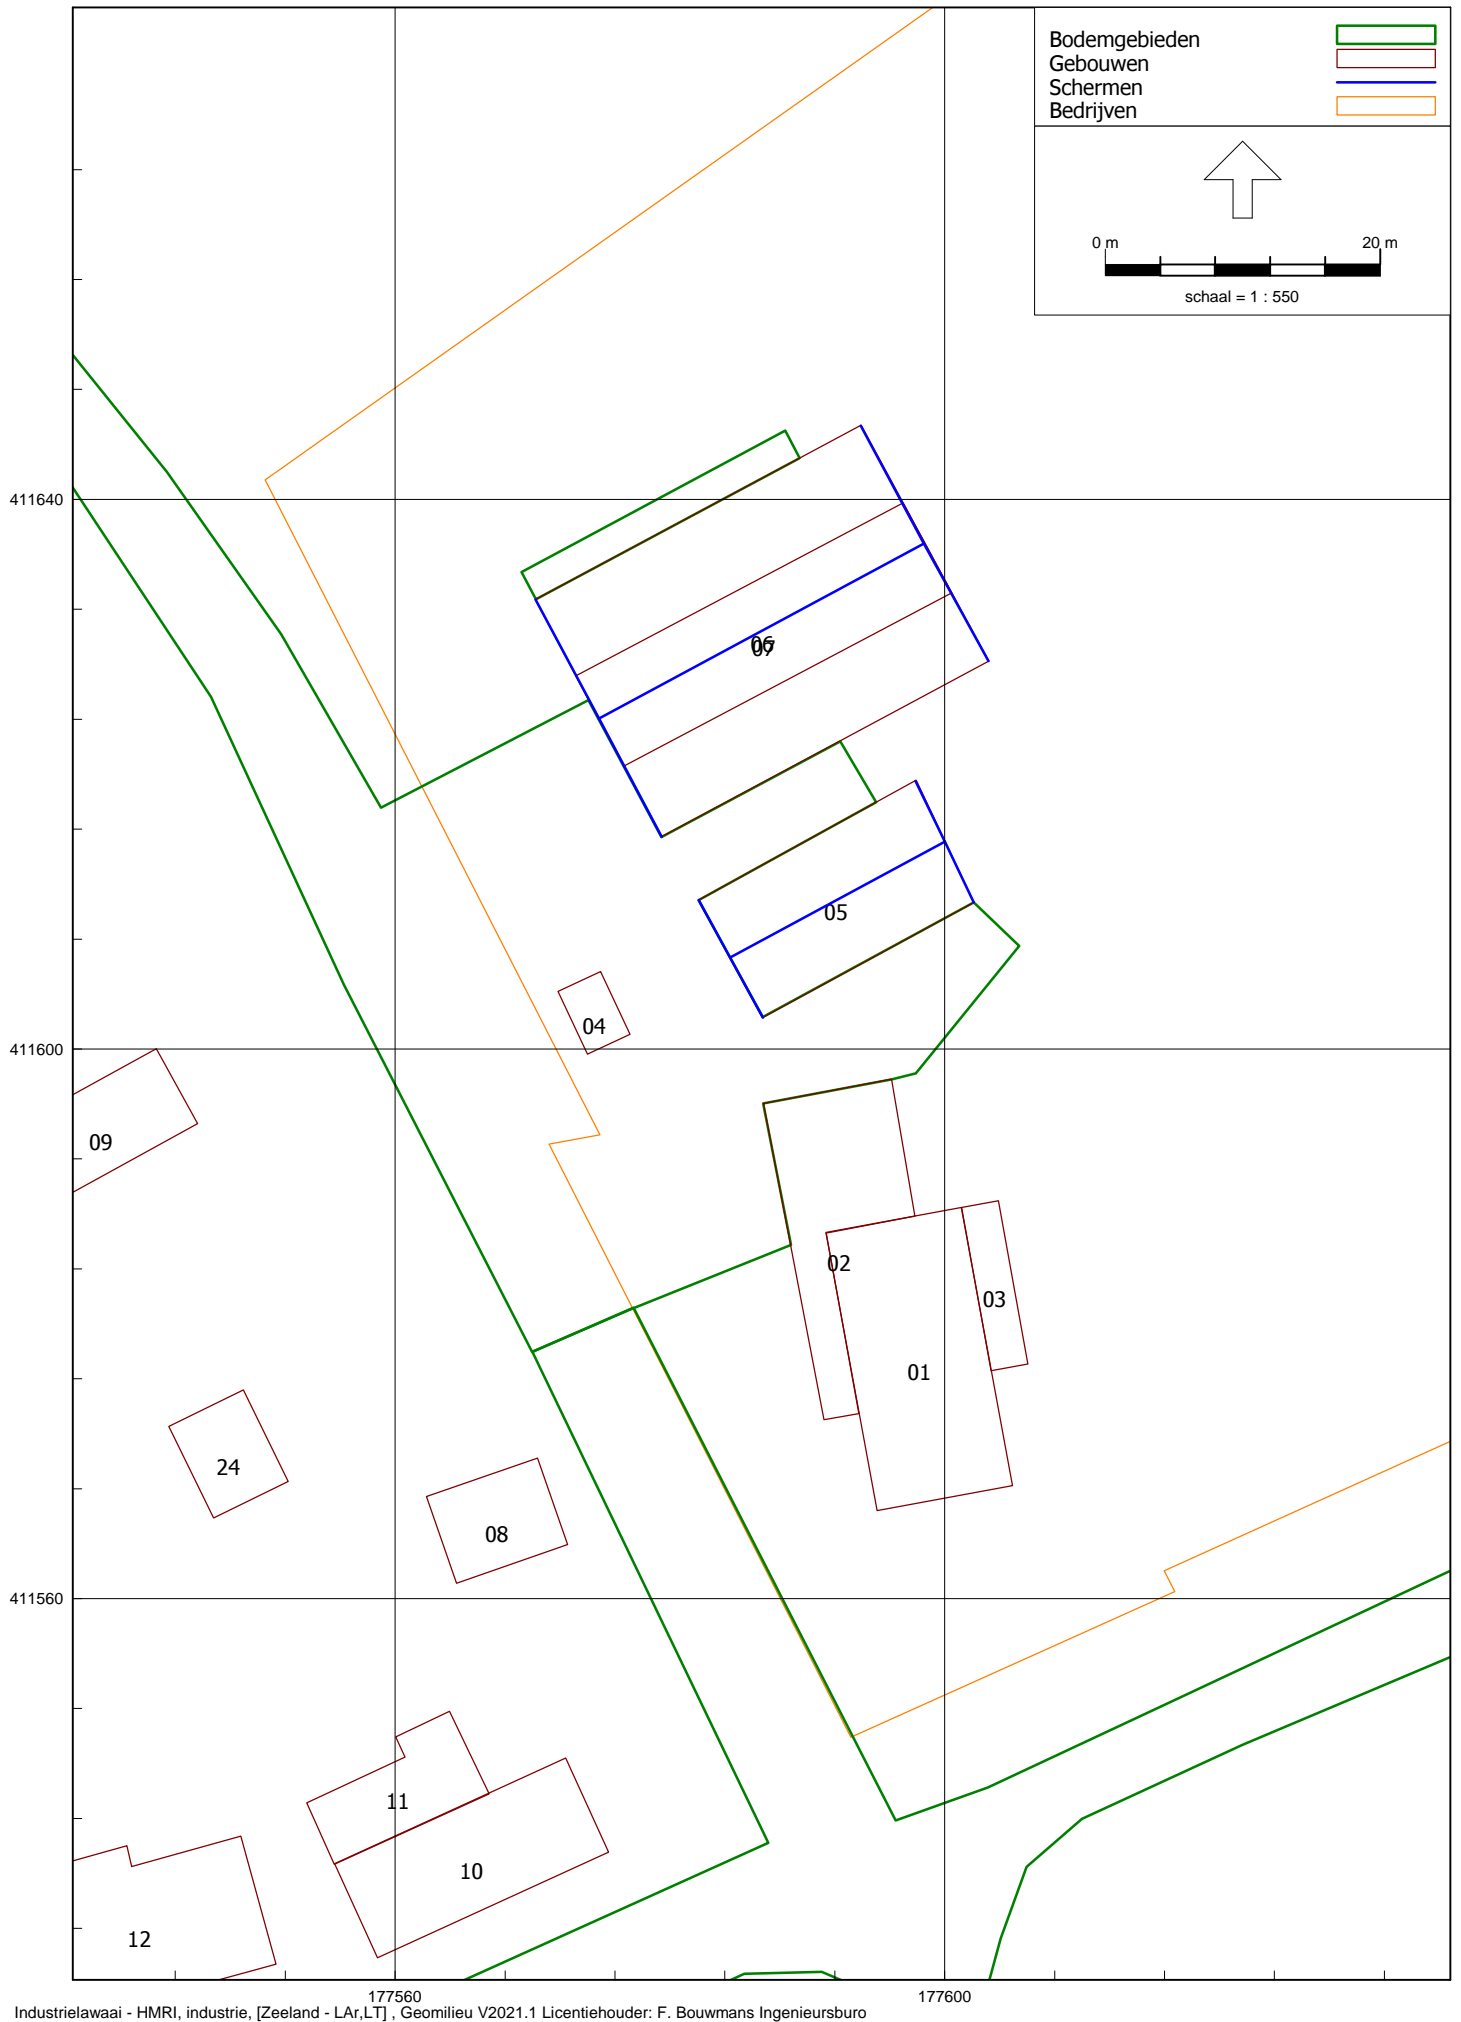 Bodemgebieden
Gebouwen
Schermen
Bedrijven
0 m 20 m
schaal = 1 : 550
411640
06
07
05
04
411600
09
02
03
01
24
08
411560
11
10
12
177560 177600
Industrielawaai - HMRI, industrie, [Zeeland - LAr,LT] , Geomilieu V2021.1 Licentiehouder: F. Bouwmans Ingenieursburo